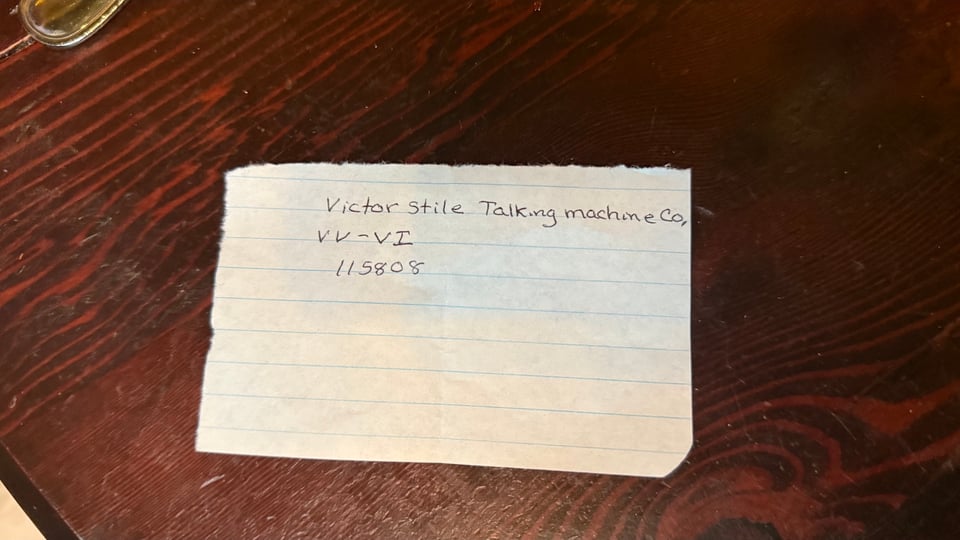 Victor stile Talking machine Co,
VV-VI
115808